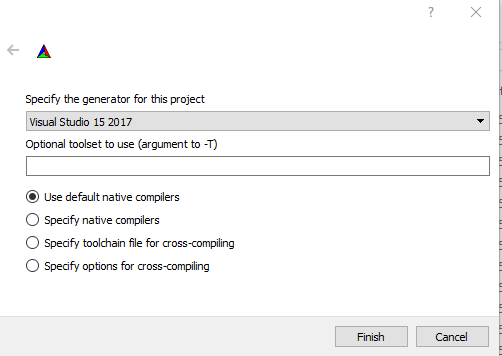 ?
Specify the generator for this project
Visual Studio 15 2017
Optional toolset to use (argument to -T)
Use default native compilers
Specify native compilers
Specify toolchain file for cross-compiling
Specify options for cross-compiling
Finish Cancel